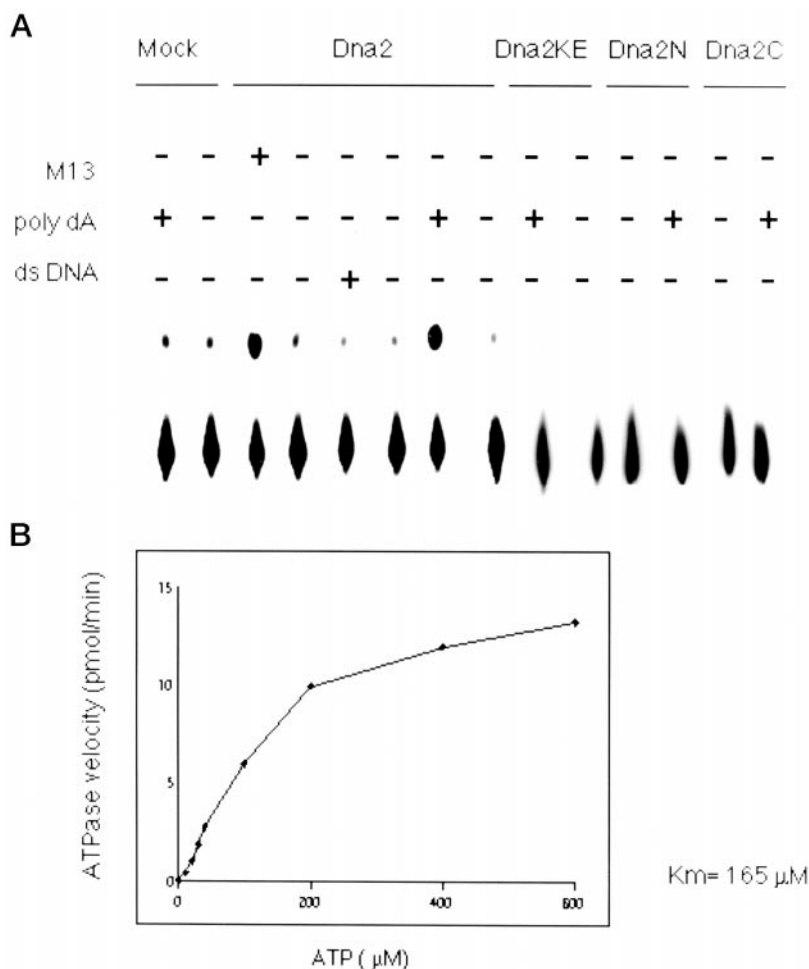 A
Mock Dna2 Dna2KE Dna2N Dna2C
M13 - - + - - - - - - - - - -
poly dA + - - - - - + - + - - + - +
ds DNA - - - - + - - - - - - - - -
B
ATPase velocity (pmol/min)
15
10
5
0
0 200 400 600
ATP ( μM)
Km= 165 μM